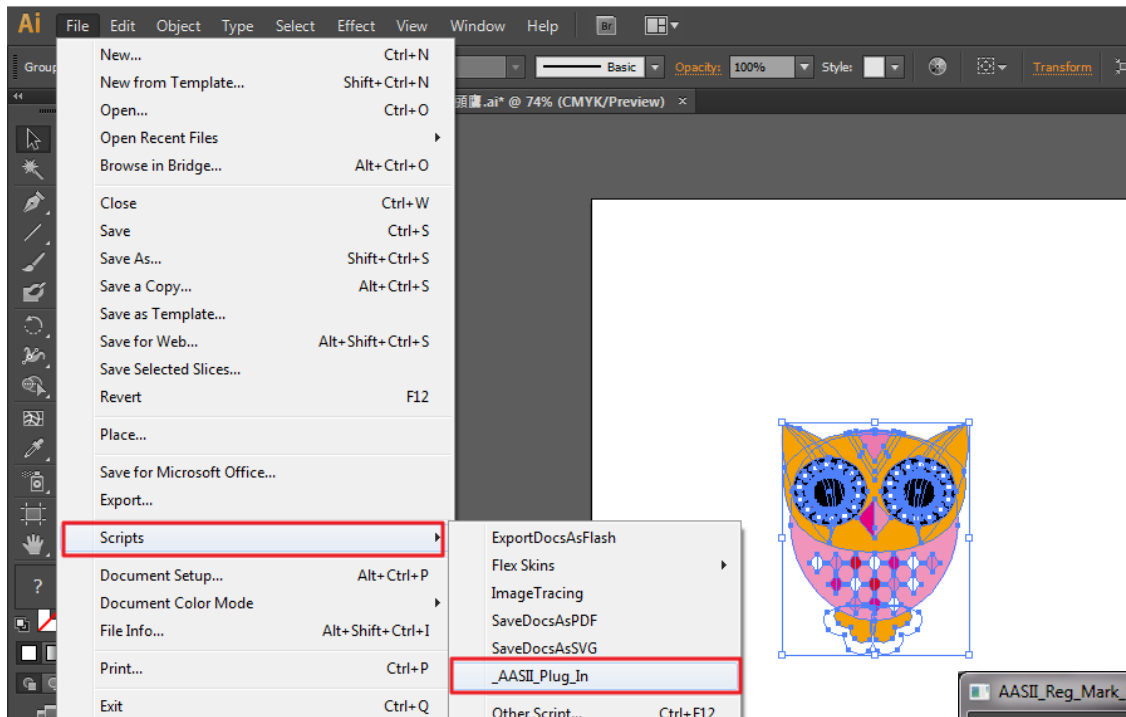 Ai File Edit Object Type Select Effect View Window Help Br
Group Basic Opacity: 100% Style: Transform
頭鷹.ai* @ 74% (CMYK/Preview) ×
New... Ctrl+N
New from Template... Shift+Ctrl+N
Open... Ctrl+O
Open Recent Files
Browse in Bridge... Alt+Ctrl+O
Close Ctrl+W
Save Ctrl+S
Save As... Shift+Ctrl+S
Save a Copy... Alt+Ctrl+S
Save as Template...
Save for Web... Alt+Shift+Ctrl+S
Save Selected Slices...
Revert F12
Place...
Save for Microsoft Office...
Export...
Scripts
Document Setup... Alt+Ctrl+P
Document Color Mode
File Info... Alt+Shift+Ctrl+I
Print... Ctrl+P
Exit Ctrl+Q
ExportDocsAsFlash
Flex Skins
ImageTracing
SaveDocsAsPDF
SaveDocsAsSVG
_AASII_Plug_In
Other Script... Ctrl+F12
?
AASII_Reg_Mark_